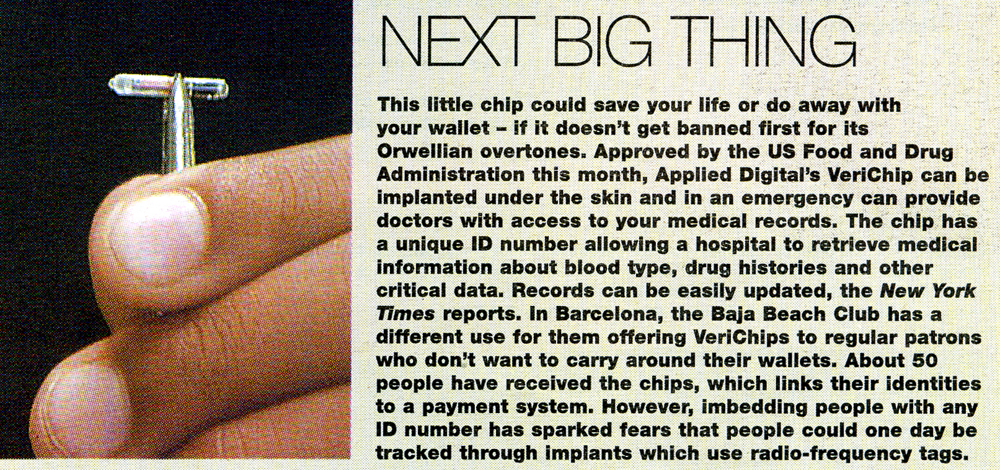 NEXT BIG THING
This little chip could save your life or do away with
your wallet – if it doesn't get banned first for its
Orwellian overtones. Approved by the US Food and Drug
Administration this month, Applied Digital's VeriChip can be
implanted under the skin and in an emergency can provide
doctors with access to your medical records. The chip has
a unique ID number allowing a hospital to retrieve medical
information about blood type, drug histories and other
critical data. Records can be easily updated, the New York
Times reports. In Barcelona, the Baja Beach Club has a
different use for them offering VeriChips to regular patrons
who don't want to carry around their wallets. About 50
people have received the chips, which links their identities
to a payment system. However, imbedding people with any
ID number has sparked fears that people could one day be
tracked through implants which use radio-frequency tags.